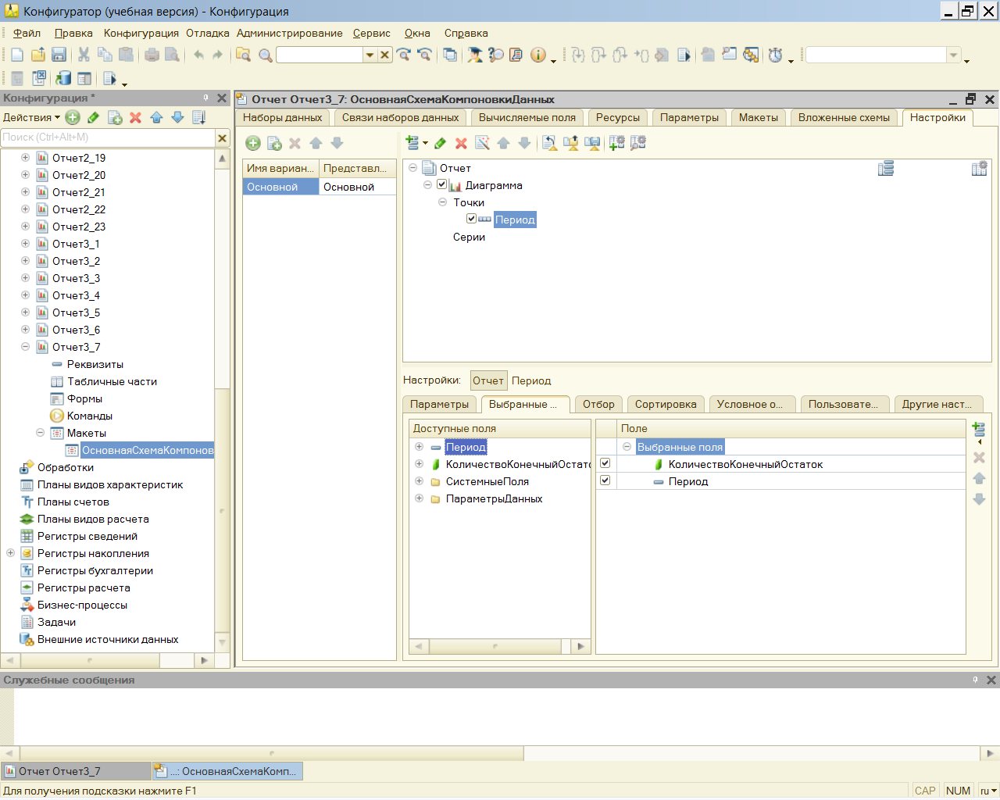 Конфигуратор (учебная версия) - Конфигурация
Файл Правка Конфигурация Отладка Администрирование Сервис Окна Справка
Конфигурация *
Действия
Поиск (Ctrl+Alt+M)
Отчет2_19
Отчет2_20
Отчет2_21
Отчет2_22
Отчет2_23
Отчет3_1
Отчет3_2
Отчет3_3
Отчет3_4
Отчет3_5
Отчет3_6
Отчет3_7
Реквизиты
Табличные части
Формы
Команды
Макеты
ОсновнаяСхемаКомпонов
Обработки
Планы видов характеристик
Планы счетов
Планы видов расчета
Регистры сведений
Регистры накопления
Регистры бухгалтерии
Регистры расчета
Бизнес-процессы
Задачи
Внешние источники данных
Отчет Отчет3_7: ОсновнаяСхемаКомпоновкиДанных
Наборы данных Связи наборов данных Вычисляемые поля Ресурсы Параметры Макеты Вложенные схемы Настройки
Имя вариан... Представл...
Основной Основной
Отчет
Диаграмма
Точки
Период
Серии
Настройки: Отчет Период
Параметры Выбранные ... Отбор Сортировка Условное о... Пользовате... Другие наст...
Доступные поля
Период
КоличествоКонечныйОстато
СистемныеПоля
ПараметрыДанных
Поле
Выбранные поля
КоличествоКонечныйОстаток
Период
Служебные сообщения
Отчет Отчет3_7 ...: ОсновнаяСхемаКомп...
Для получения подсказки нажмите F1 CAP NUM ru